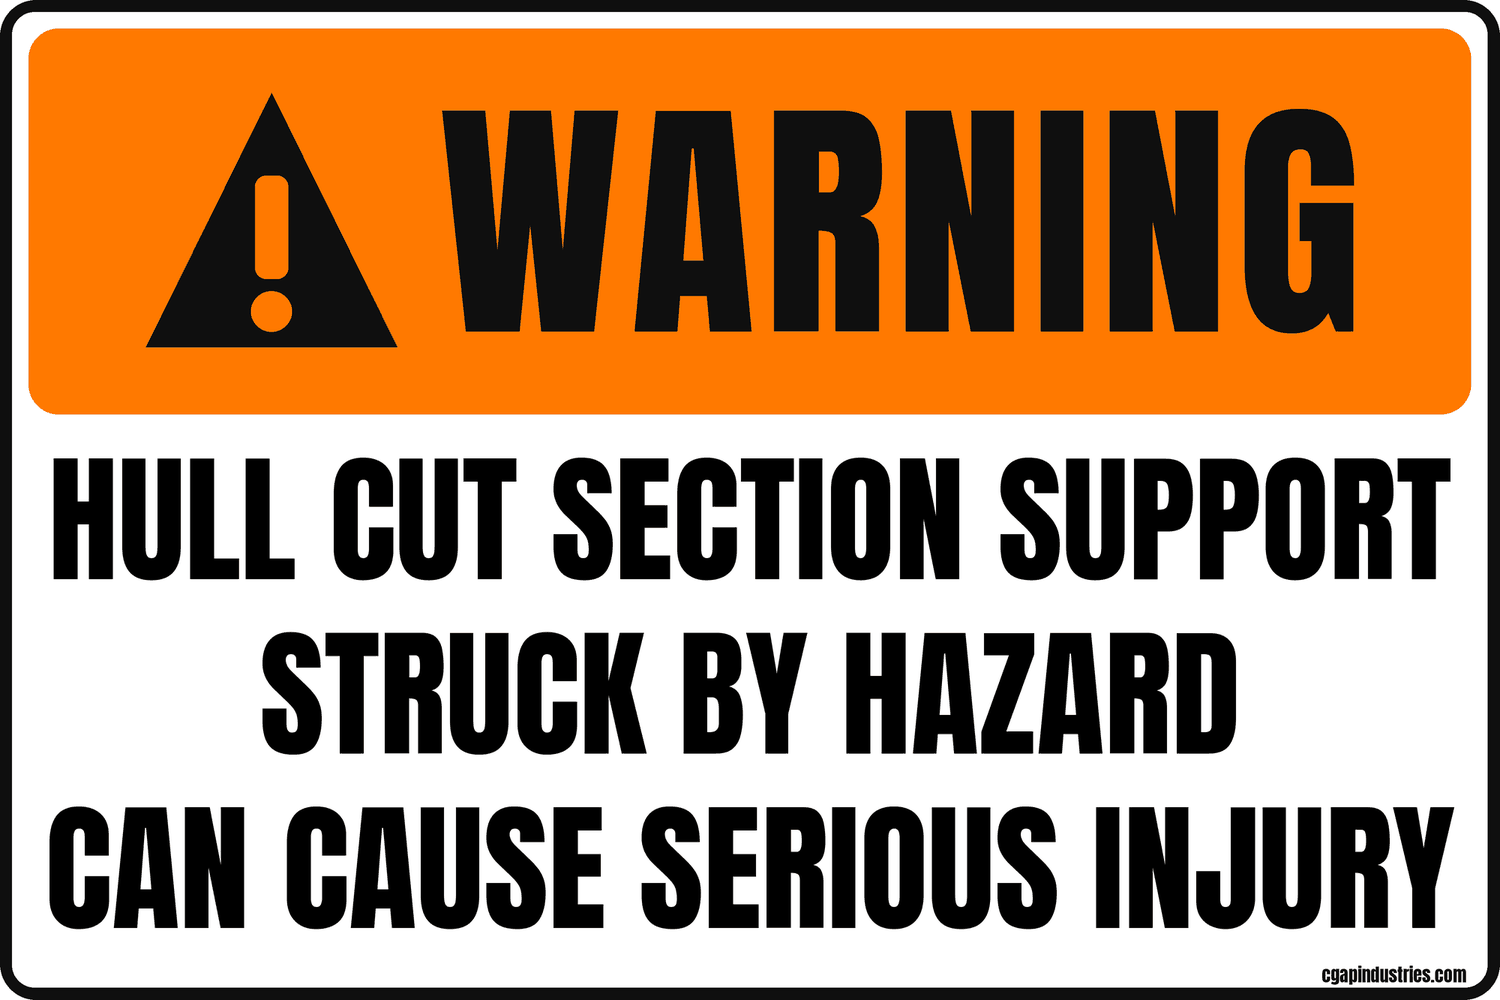 WARNING
HULL CUT SECTION SUPPORT
STRUCK BY HAZARD
CAN CAUSE SERIOUS INJURY
cgapindustries.com